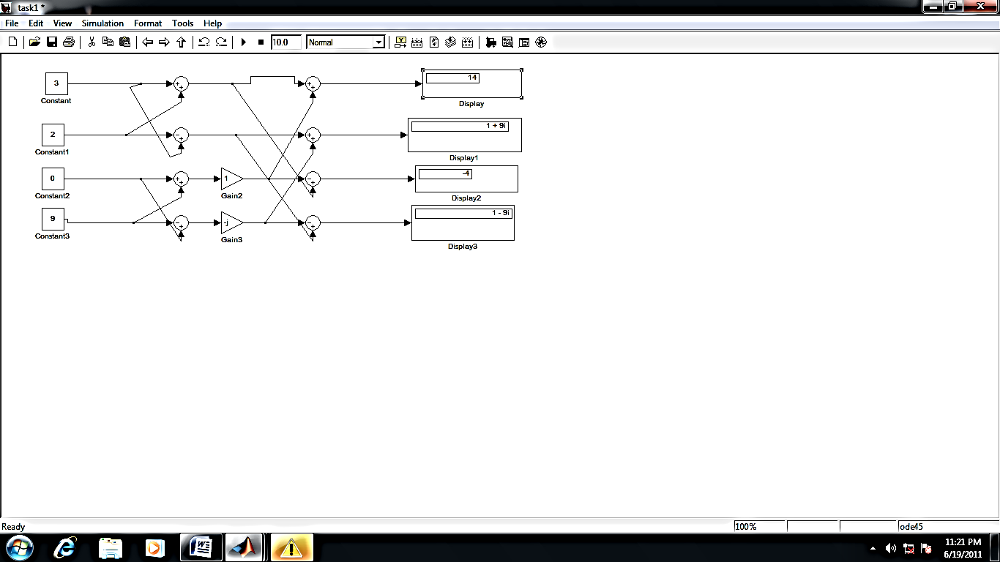 task1 *
File Edit View Simulation Format Tools Help
10.0 Normal
3
Constant
14
Display
2
Constant1
1 + 9i
Display1
0
Constant2
1
Gain2
-4
Display2
9
Constant3
-j
Gain3
1 - 9i
Display3
Ready 100% ode45
11:21 PM
6/19/2011